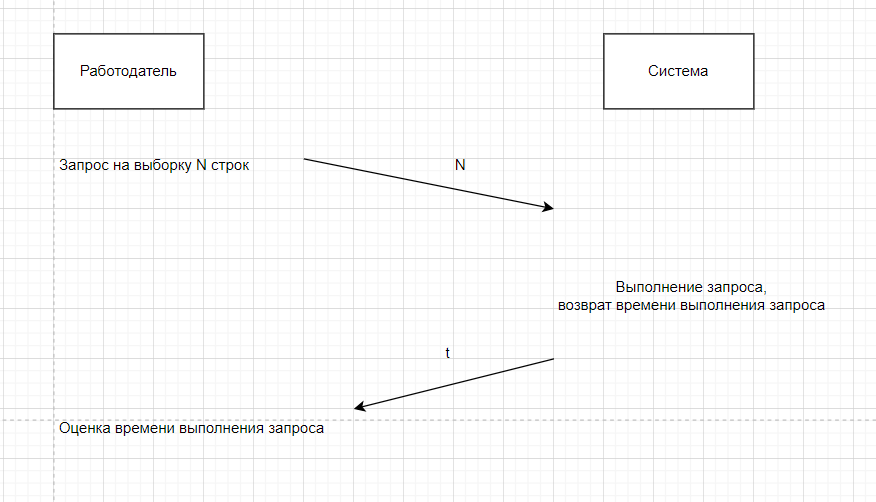 Работодатель
Система
Запрос на выборку N строк
N
Выполнение запроса,
возврат времени выполнения запроса
t
Оценка времени выполнения запроса